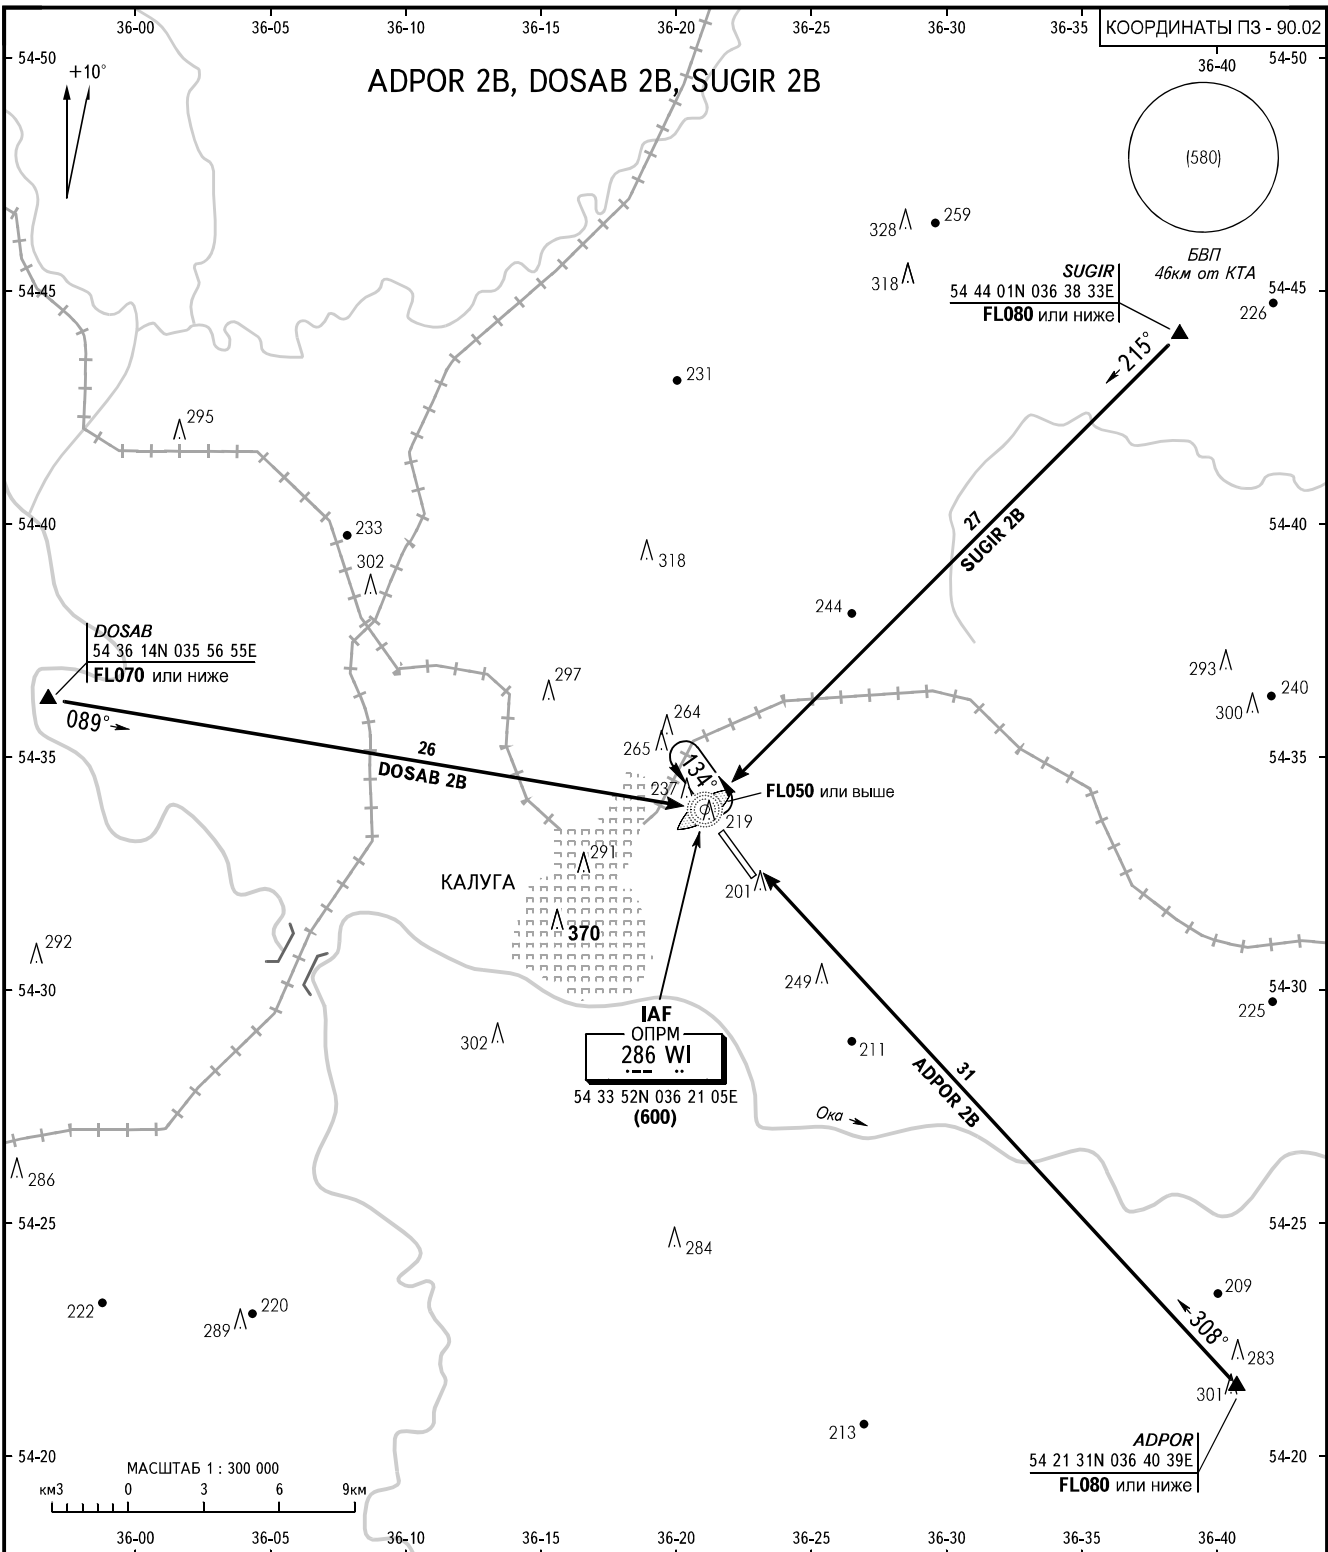 36-00 36-05 36-10 36-15 36-20 36-25 36-30 36-35
КООРДИНАТЫ ПЗ - 90.02
36-40
54-50 54-50
+10°
ADPOR 2B, DOSAB 2B, SUGIR 2B
(580)
БВП
46км от КТА
328
259
318
SUGIR
54 44 01N 036 38 33E
FL080 или ниже
54-45 54-45
226
215°
231
295
27
SUGIR 2B
54-40 54-40
233
302
318
244
DOSAB
54 36 14N 035 56 55E
FL070 или ниже
089°
297
293
240
300
264
265
54-35 54-35
26
DOSAB 2B
134°
237
FL050 или выше
219
291
КАЛУГА
201
370
292
249
54-30 54-30
225
IAF
ОПРМ
286 WI
54 33 52N 036 21 05E
(600)
302
211
31
ADPOR 2B
Ока
286
54-25 54-25
284
222
220
289
209
308°
283
301
213
ADPOR
54 21 31N 036 40 39E
FL080 или ниже
54-20 54-20
МАСШТАБ 1 : 300 000
км3 0 3 6 9км
36-00 36-05 36-10 36-15 36-20 36-25 36-30 36-35 36-40